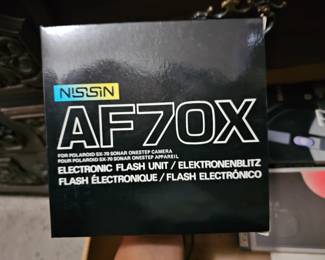 NISSIN
AF70X
FOR POLAROID SX-70 SONAR ONESTEP CAMERA
POUR POLAROID SX-70 SONAR ONESTEP APPAREIL
ELECTRONIC FLASH UNIT / ELEKTRONENBLITZ
FLASH ÉLECTRONIQUE / FLASH ELECTRÓNICO